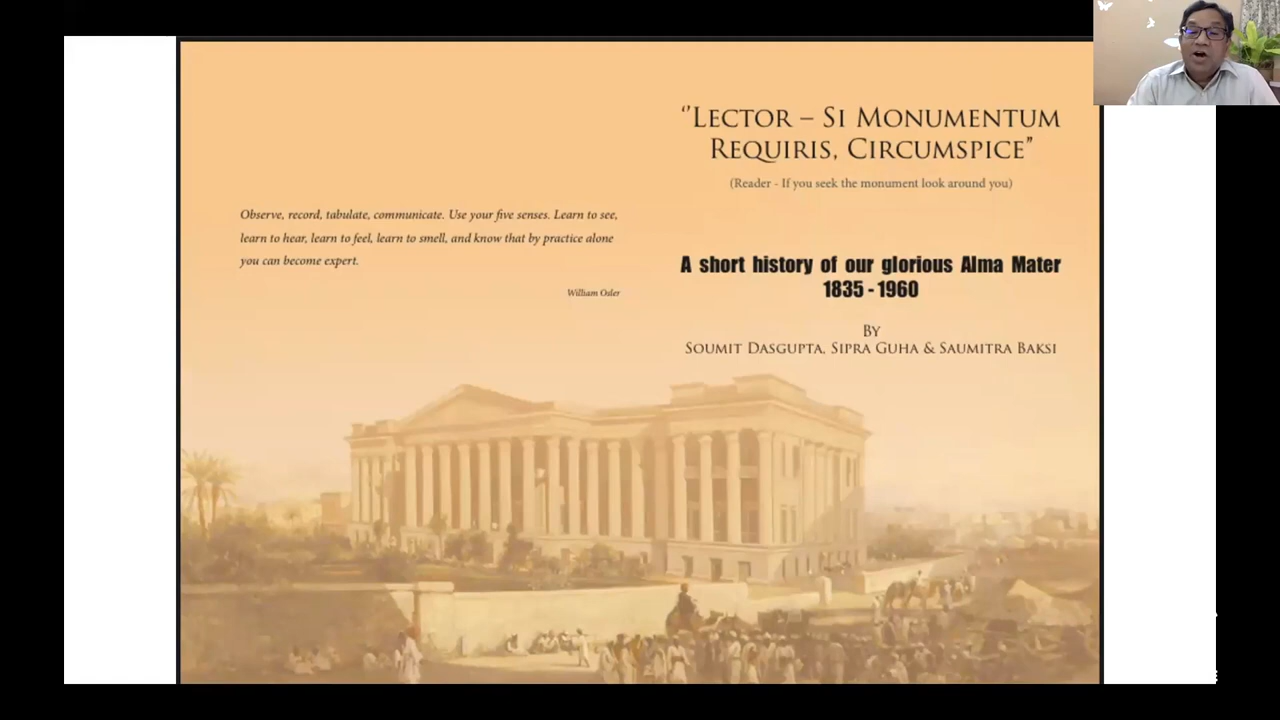 Observe, record, tabulate, communicate. Use your five senses. Learn to see,
learn to hear, learn to feel, learn to smell, and know that by practice alone
you can become expert.
William Osler
"Lector – Si Monumentum
Requiris, Circumspice"
(Reader - If you seek the monument look around you)
A short history of our glorious Alma Mater
1835 - 1960
By
Soumit Dasgupta, Sipra Guha & Saumitra Baksi